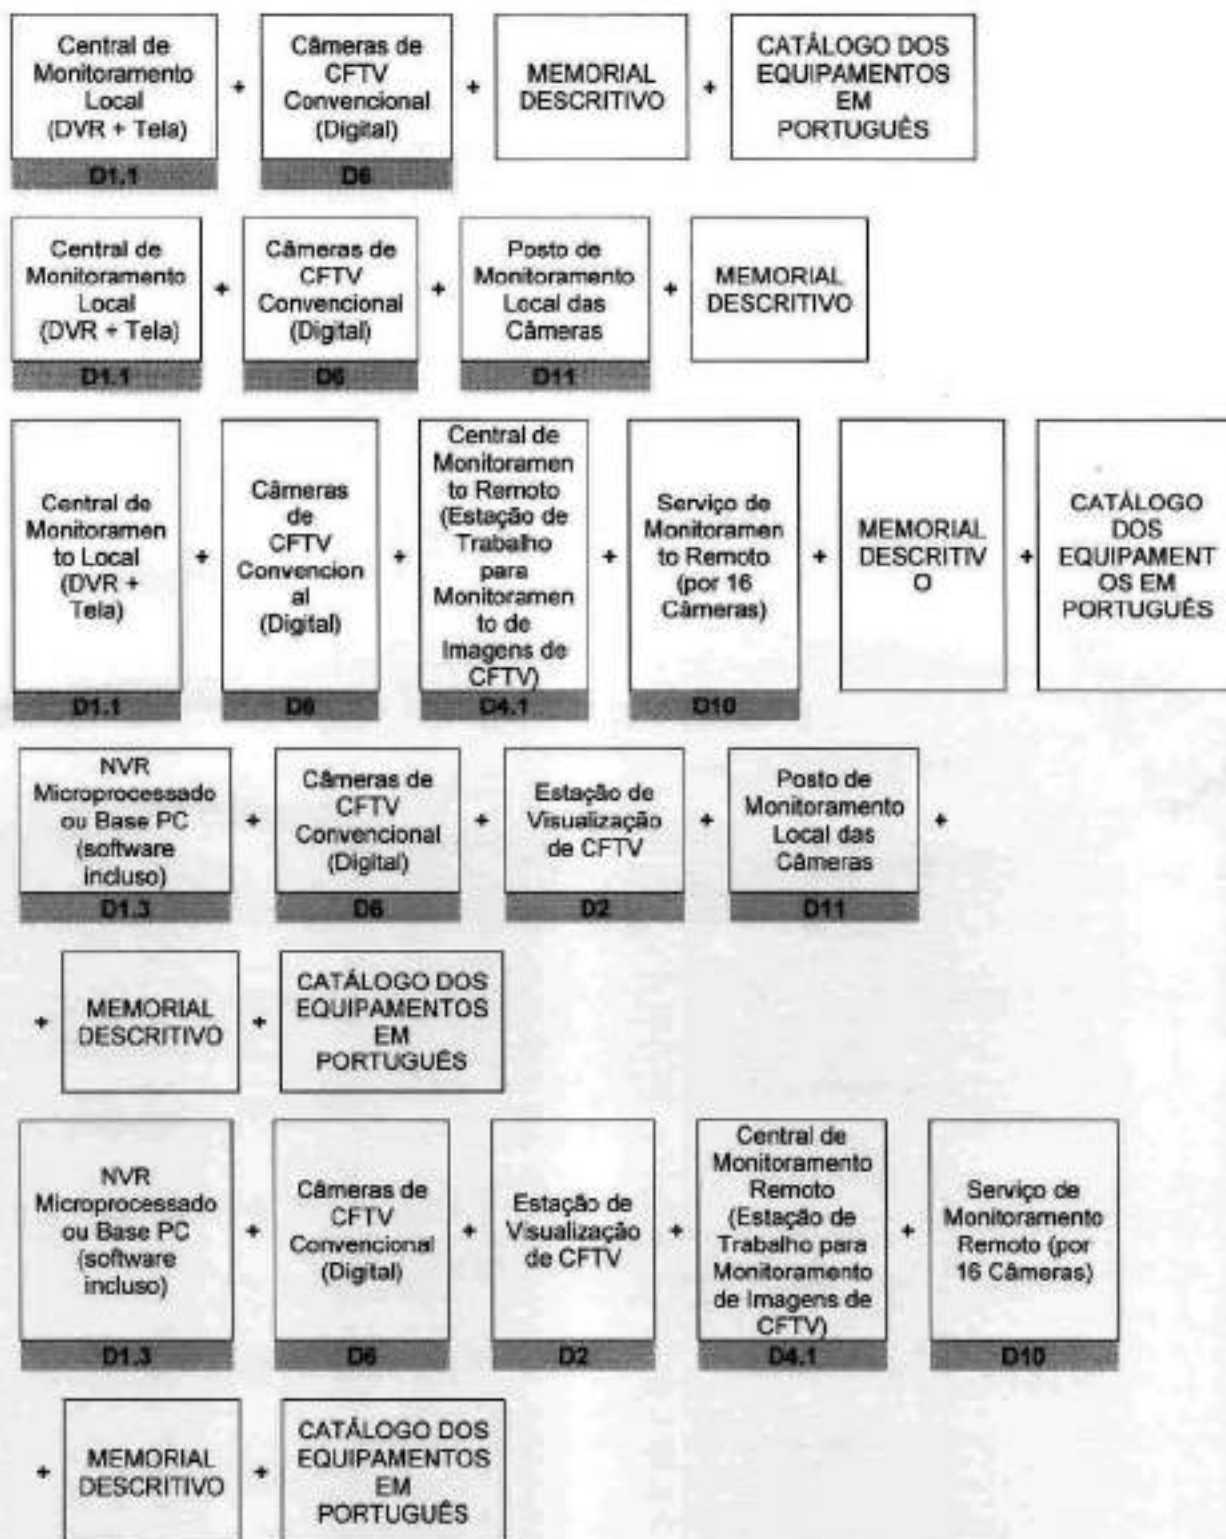 Central de
Monitoramento
Local
(DVR + Tela)
D1.1
+
Câmeras de
CFTV
Convencional
(Digital)
D6
+
MEMORIAL
DESCRITIVO
+
CATÁLOGO DOS
EQUIPAMENTOS
EM
PORTUGUÊS
Central de
Monitoramento
Local
(DVR + Tela)
D1.1
+
Câmeras de
CFTV
Convencional
(Digital)
D6
+
Posto de
Monitoramento
Local das
Câmeras
D11
+
MEMORIAL
DESCRITIVO
Central de
Monitoramen
to Local
(DVR +
Tela)
D1.1
+
Câmeras
de
CFTV
Convencion
al
(Digital)
D6
+
Central de
Monitoramen
to Remoto
(Estação de
Trabalho
para
Monitoramen
to de
Imagens de
CFTV)
D4.1
+
Serviço de
Monitoramen
to Remoto
(por 16
Câmeras)
D10
+
MEMORIAL
DESCRITIV
O
+
CATÁLOGO
DOS
EQUIPAMENT
OS EM
PORTUGUÊS
NVR
Microprocessado
ou Base PC
(software
incluso)
D1.3
+
Câmeras de
CFTV
Convencional
(Digital)
D6
+
Estação de
Visualização
de CFTV
D2
+
Posto de
Monitoramento
Local das
Câmeras
D11
+
+
MEMORIAL
DESCRITIVO
+
CATÁLOGO DOS
EQUIPAMENTOS
EM
PORTUGUÊS
NVR
Microprocessado
ou Base PC
(software
incluso)
D1.3
+
Câmeras de
CFTV
Convencional
(Digital)
D6
+
Estação de
Visualização
de CFTV
D2
+
Central de
Monitoramento
Remoto
(Estação de
Trabalho para
Monitoramento
de Imagens de
CFTV)
D4.1
+
Serviço de
Monitoramento
Remoto (por
16 Câmeras)
D10
+
MEMORIAL
DESCRITIVO
+
CATÁLOGO DOS
EQUIPAMENTOS
EM
PORTUGUÊS